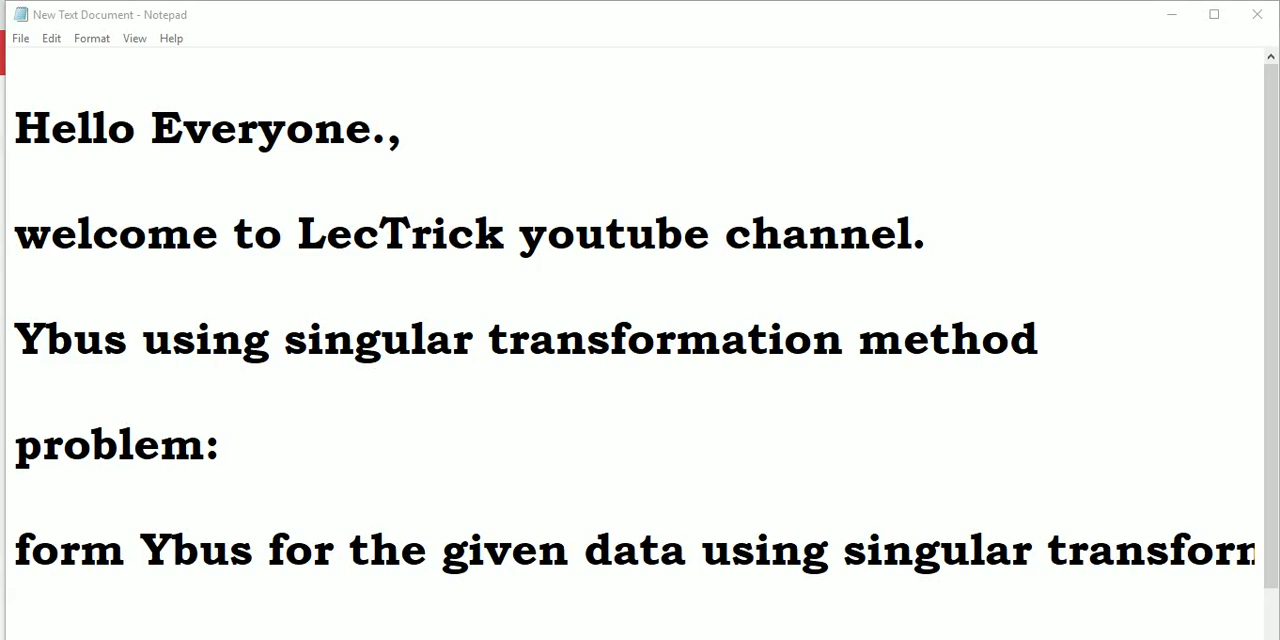 New Text Document - Notepad
File Edit Format View Help
Hello Everyone.,
welcome to LecTrick youtube channel.
Ybus using singular transformation method
problem:
form Ybus for the given data using singular